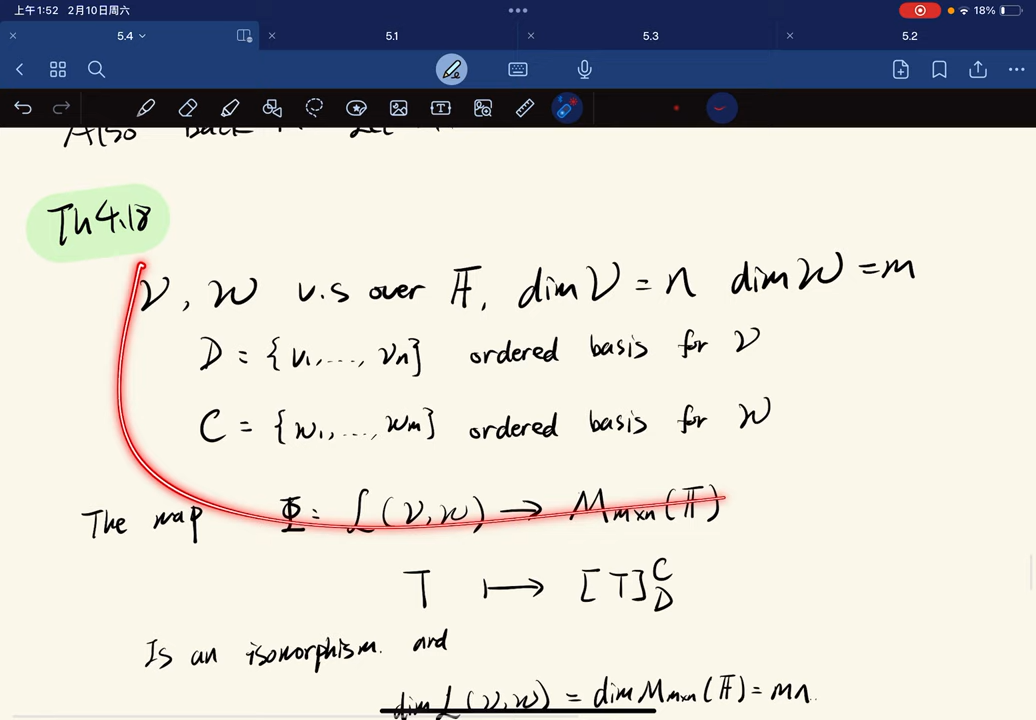 上午1:52 2月10日周六
18%
5.4
5.1
5.3
5.2
Also
Th 4.18
V, W v.s over F, dim V = n dim W = m
D = {v1, ..., vn} ordered basis for V
C = {w1, ..., wm} ordered basis for W
The map Φ: L(V, W) → Mm×n(F)
T ↦ [T]_D^C
Is an isomorphism. and
dim L(V, W) = dim Mm×n(F) = mn.